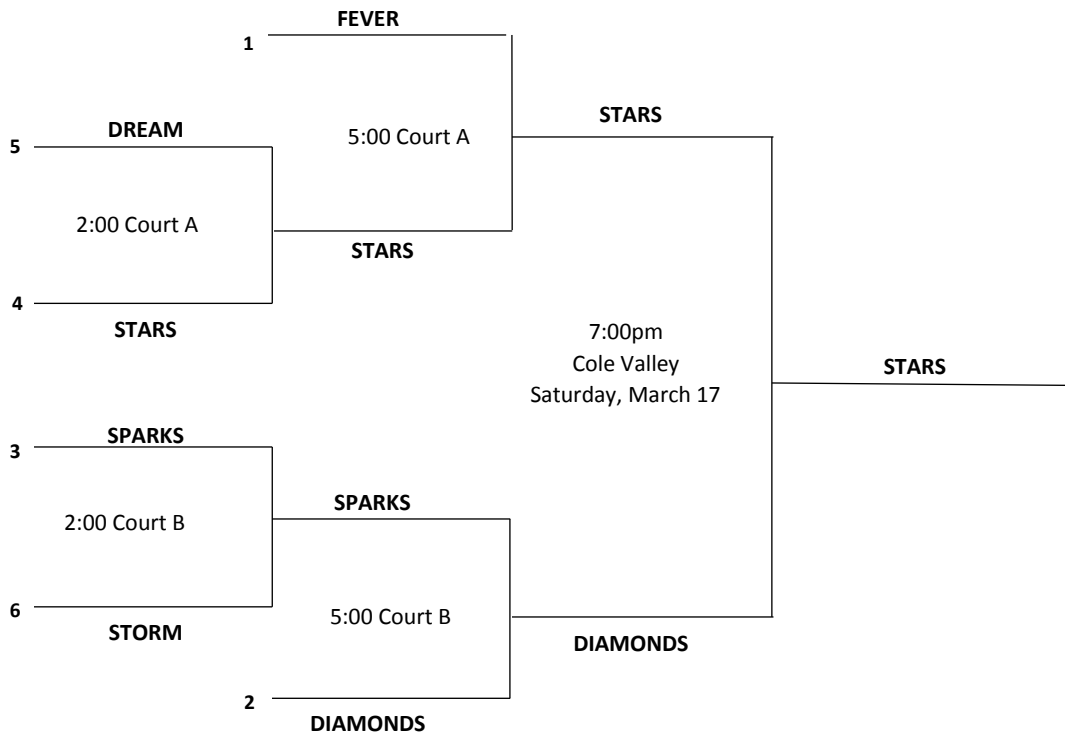 FEVER
1
STARS
DREAM
5
5:00 Court A
2:00 Court A
STARS
4
STARS
7:00pm
Cole Valley
Saturday, March 17
STARS
SPARKS
3
SPARKS
2:00 Court B
6
5:00 Court B
STORM
DIAMONDS
2
DIAMONDS